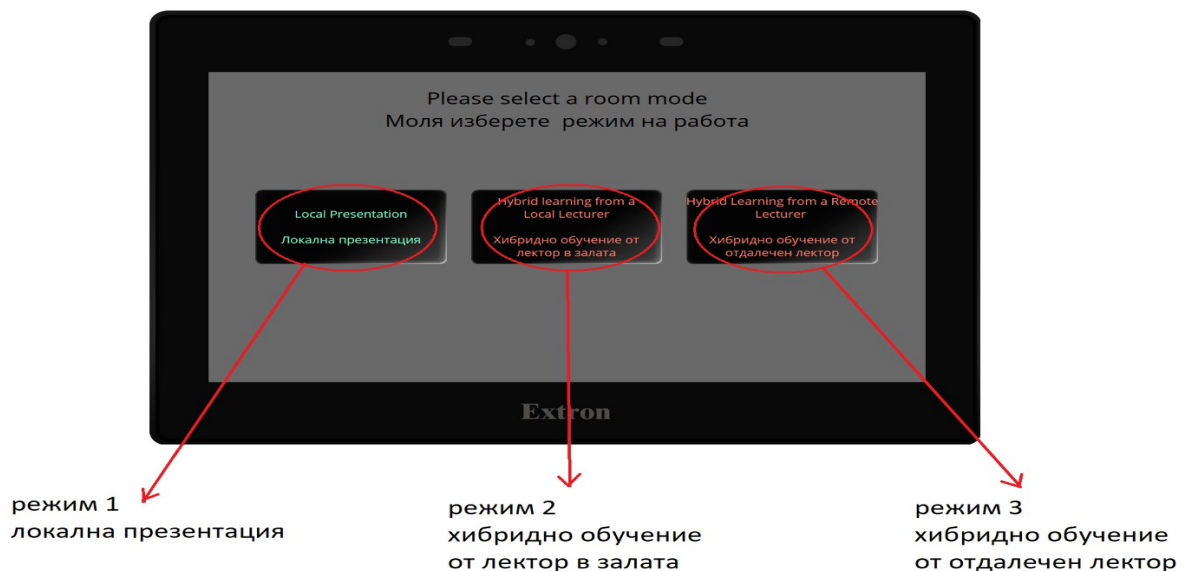 Please select a room mode
Моля изберете режим на работа
Local Presentation
Локална презентация
Hybrid learning from a
Local Lecturer
Хибридно обучение от
лектор в залата
Hybrid Learning from a Remote
Lecturer
Хибридно обучение от
отдалечен лектор
Extron
режим 1
локална презентация
режим 2
хибридно обучение
от лектор в залата
режим 3
хибридно обучение
от отдалечен лектор